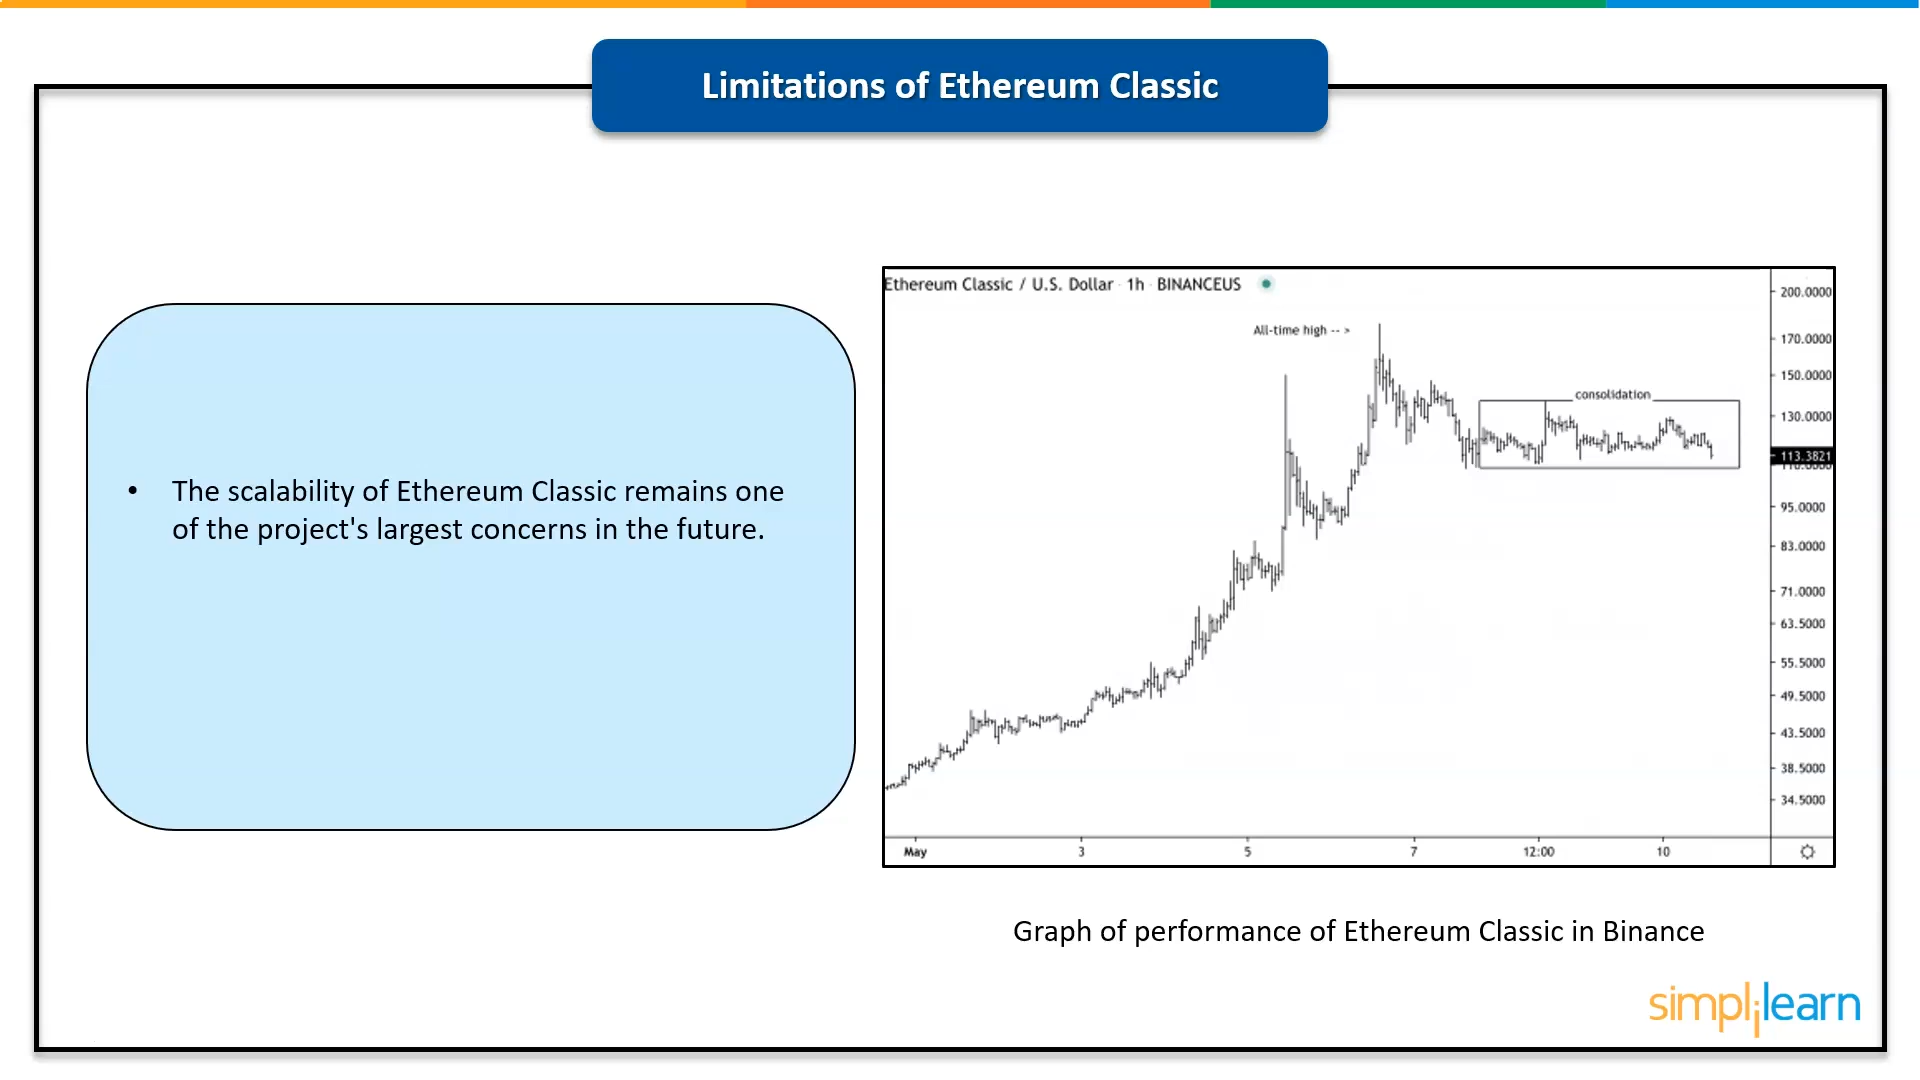 Limitations of Ethereum Classic
• The scalability of Ethereum Classic remains one
of the project's largest concerns in the future.
Ethereum Classic / U.S. Dollar · 1h · BINANCEUS
All-time high -- >
consolidation
200.0000
170.0000
150.0000
130.0000
113.3821
95.0000
83.0000
71.0000
63.5000
55.5000
49.5000
43.5000
38.5000
34.5000
May 3 5 7 12:00 10
Graph of performance of Ethereum Classic in Binance
simplilearn